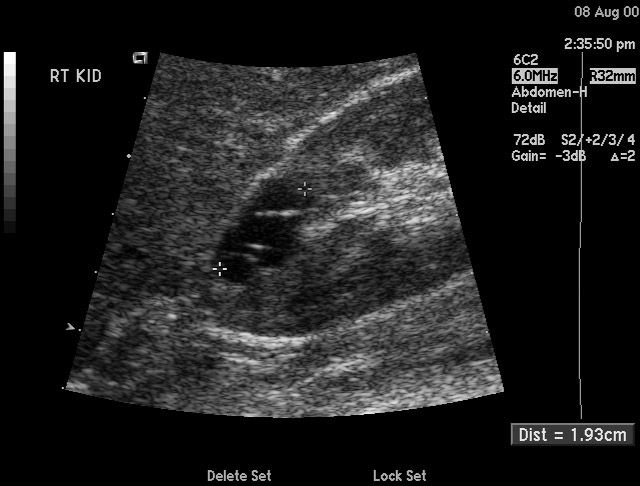 08 Aug 00
2:35:50 pm
RT KID
6C2
6.0MHz R32mm
Abdomen-H
Detail
72dB S2/+2/3/4
Gain= -3dB ▵=2
Dist = 1.93cm
Delete Set Lock Set